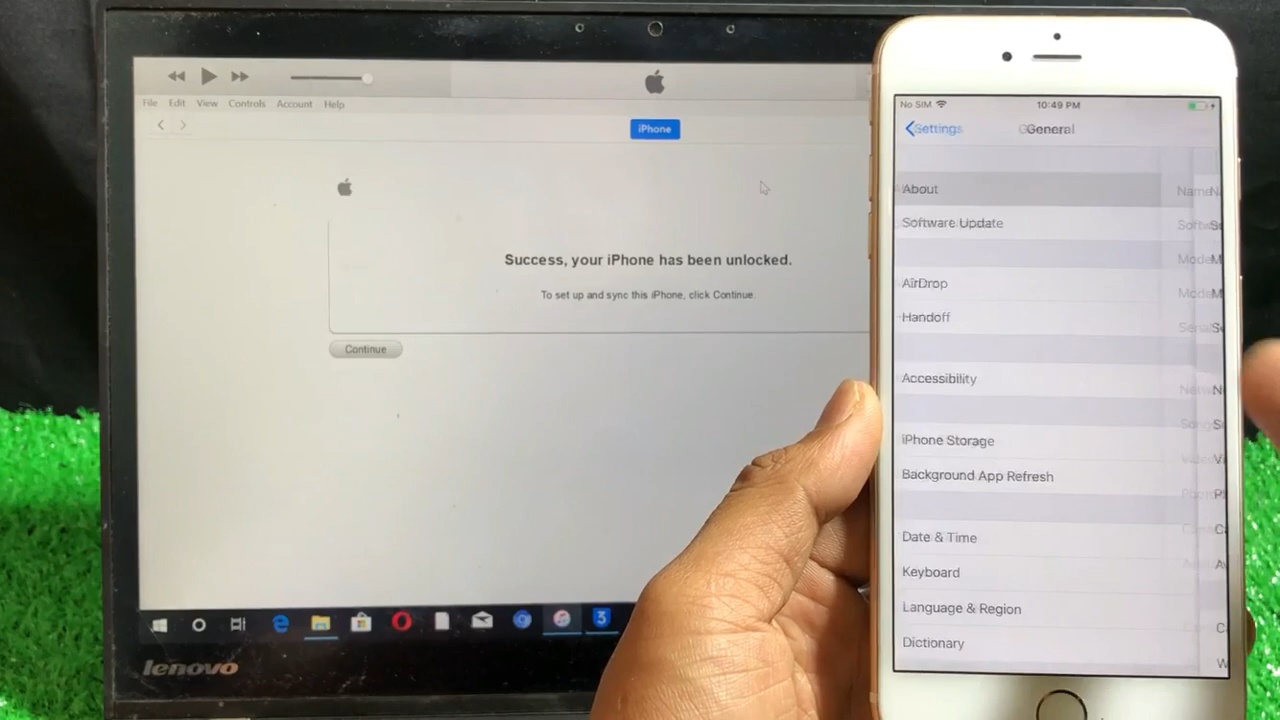 File Edit View Controls Account Help
iPhone
Success, your iPhone has been unlocked.
To set up and sync this iPhone, click Continue.
Continue
3
lenovo
No SIM 10:49 PM
Settings General
About
Software Update
AirDrop
Handoff
Accessibility
iPhone Storage
Background App Refresh
Date & Time
Keyboard
Language & Region
Dictionary